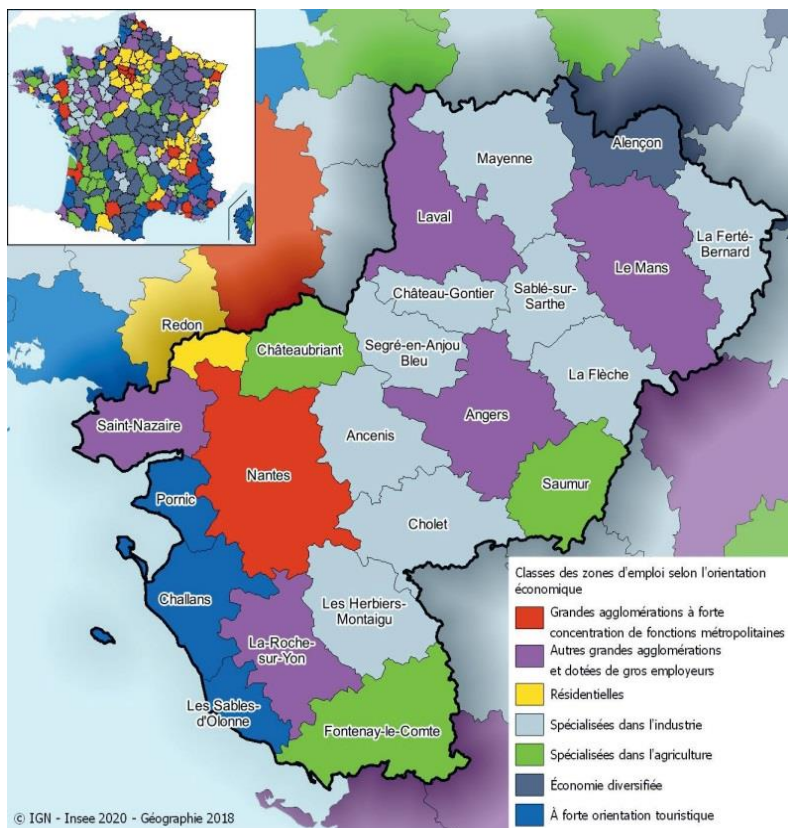 Alençon
Mayenne
Laval
La Ferté-
Bernard
Le Mans
Château-Gontier
Sablé-sur-
Sarthe
Redon
Châteaubriant
Segré-en-Anjou
Bleu
La Flèche
Saint-Nazaire
Angers
Ancenis
Nantes
Saumur
Pornic
Cholet
Challans
Les Herbiers-
Montaigu
La-Roche-
sur-Yon
Les Sables-
d'Olonne
Fontenay-le-Comte
Classes des zones d'emploi selon l'orientation
économique
Grandes agglomérations à forte
concentration de fonctions métropolitaines
Autres grandes agglomérations
et dotées de gros employeurs
Résidentielles
Spécialisées dans l'industrie
Spécialisées dans l'agriculture
Économie diversifiée
À forte orientation touristique
© IGN - Insee 2020 - Géographie 2018